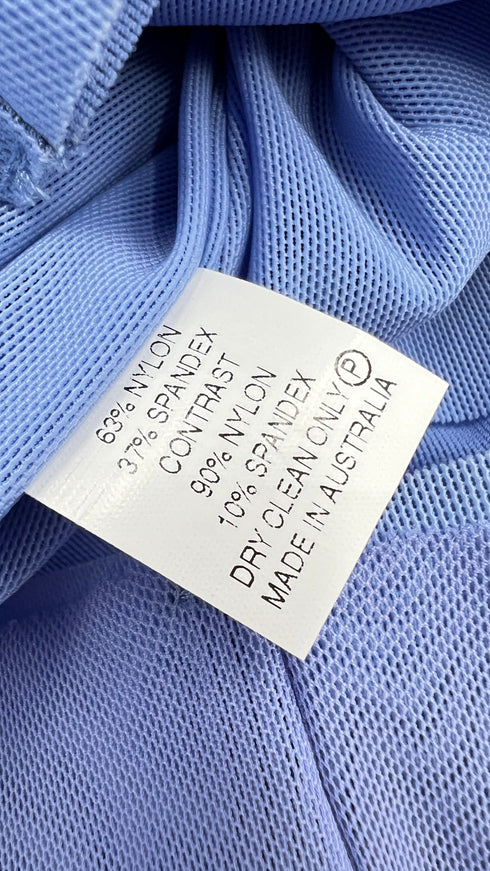 63% NYLON
37% SPANDEX
CONTRAST
90% NYLON
10% SPANDEX
DRY CLEAN ONLY Ⓟ
MADE IN AUSTRALIA